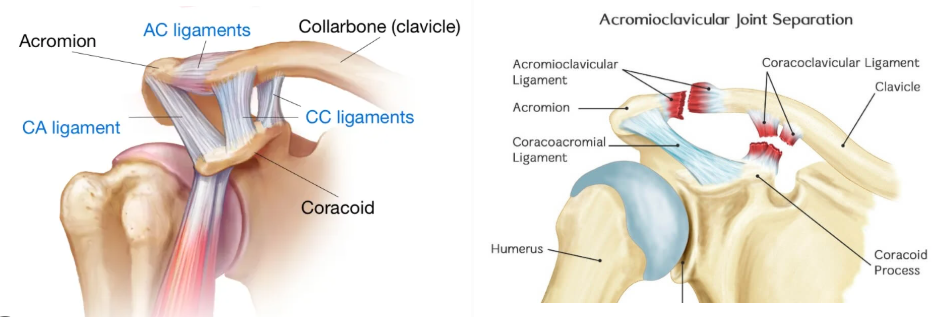 AC ligaments
Collarbone (clavicle)
Acromion
CA ligament
CC ligaments
Coracoid
Acromioclavicular Joint Separation
Acromioclavicular
Ligament
Coracoclavicular Ligament
Clavicle
Acromion
Coracoacromial
Ligament
Humerus
Coracoid
Process